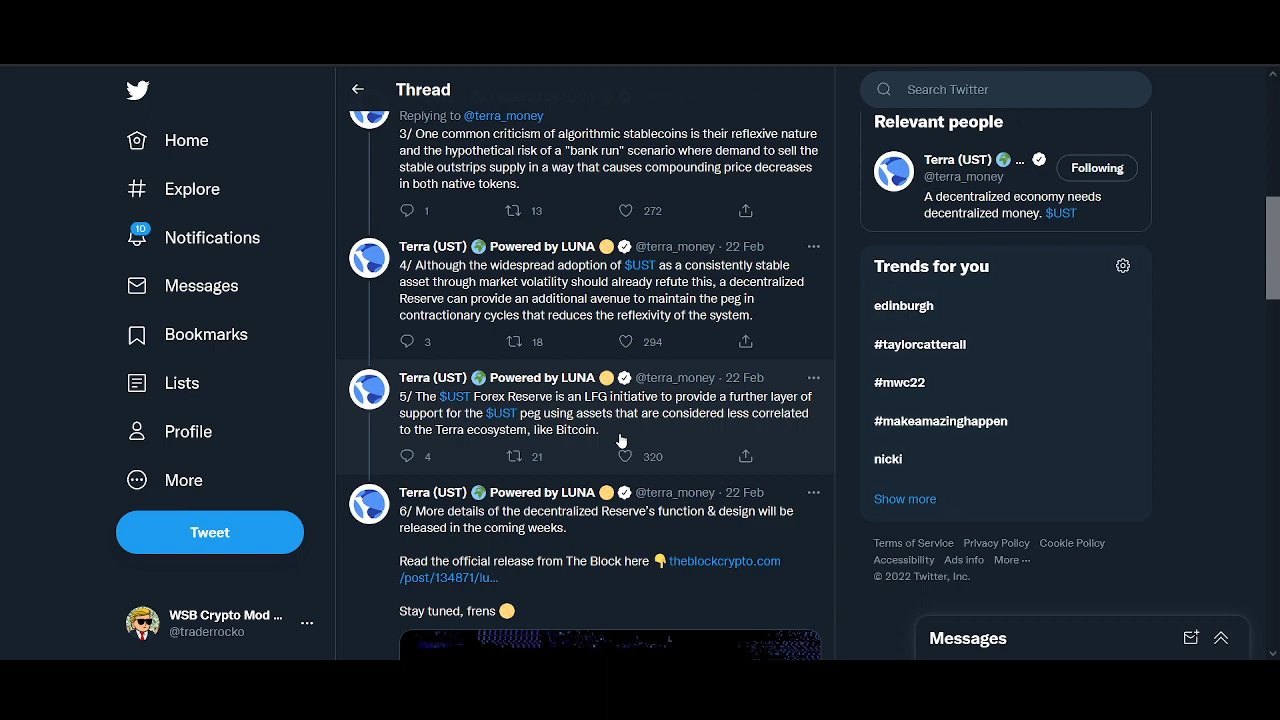 Home
Explore
10
Notifications
Messages
Bookmarks
Lists
Profile
More
Tweet
WSB Crypto Mod ...
@traderrocko
Thread
Replying to @terra_money
3/ One common criticism of algorithmic stablecoins is their reflexive nature
and the hypothetical risk of a "bank run" scenario where demand to sell the
stable outstrips supply in a way that causes compounding price decreases
in both native tokens.
1 13 272
Terra (UST) 🌍 Powered by LUNA 🌕 @terra_money · 22 Feb
4/ Although the widespread adoption of $UST as a consistently stable
asset through market volatility should already refute this, a decentralized
Reserve can provide an additional avenue to maintain the peg in
contractionary cycles that reduces the reflexivity of the system.
3 18 294
Terra (UST) 🌍 Powered by LUNA 🌕 @terra_money · 22 Feb
5/ The $UST Forex Reserve is an LFG initiative to provide a further layer of
support for the $UST peg using assets that are considered less correlated
to the Terra ecosystem, like Bitcoin.
4 21 320
Terra (UST) 🌍 Powered by LUNA 🌕 @terra_money · 22 Feb
6/ More details of the decentralized Reserve's function & design will be
released in the coming weeks.
Read the official release from The Block here 👇 theblockcrypto.com
/post/134871/lu...
Stay tuned, frens 🌕
Search Twitter
Relevant people
Terra (UST) 🌍 ...
@terra_money
Following
A decentralized economy needs
decentralized money. $UST
Trends for you
edinburgh
#taylorcatterall
#mwc22
#makeamazinghappen
nicki
Show more
Terms of Service Privacy Policy Cookie Policy
Accessibility Ads info More ···
© 2022 Twitter, Inc.
Messages